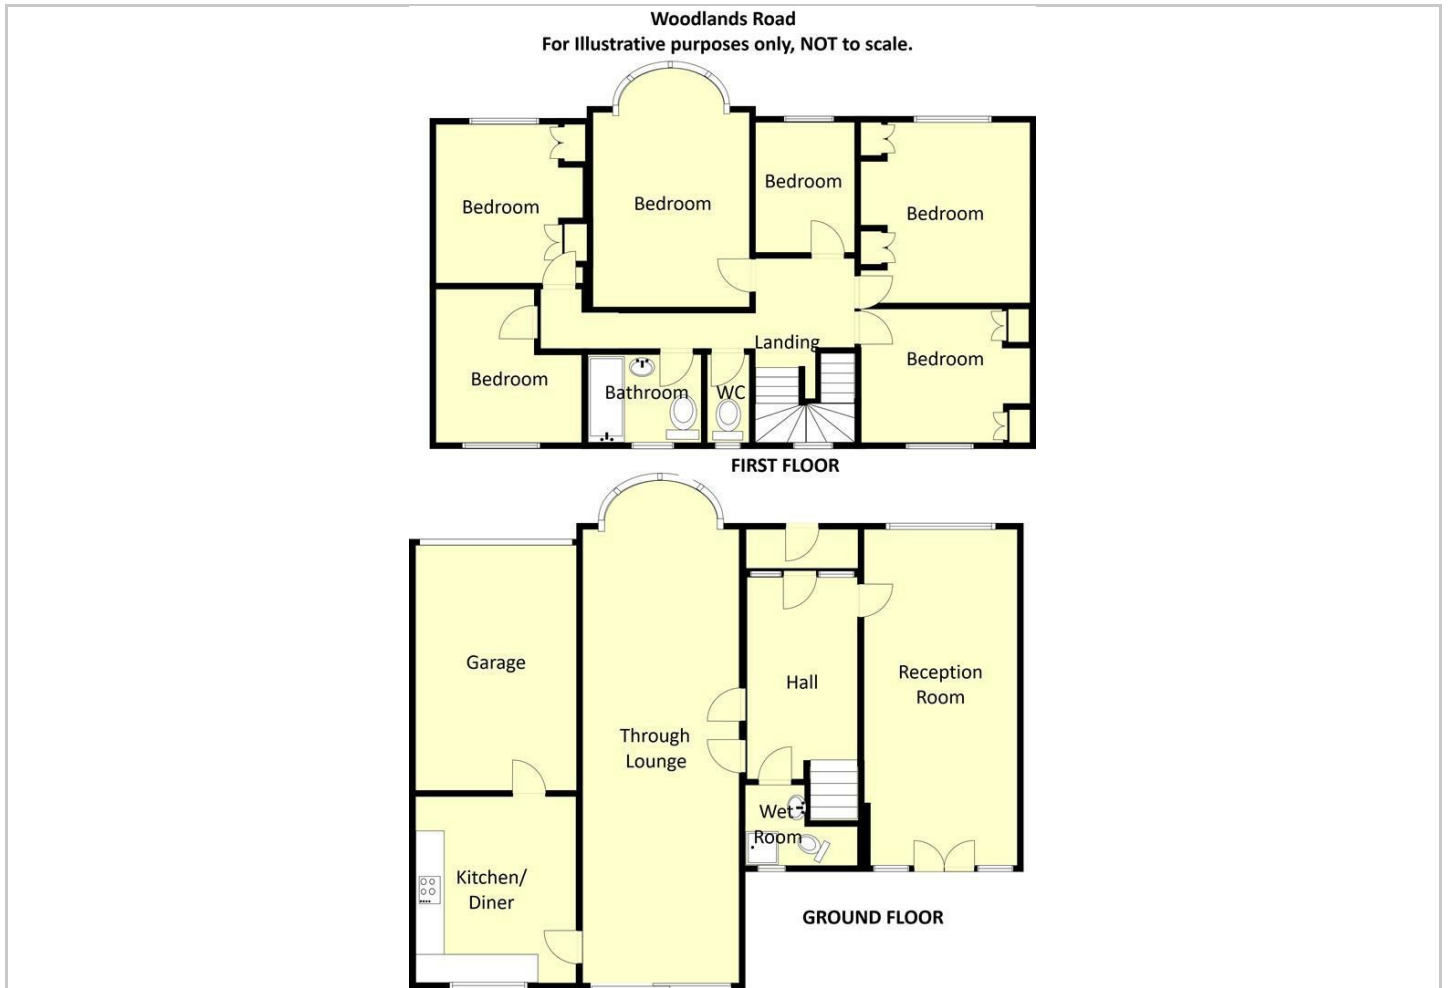 Woodlands Road
For Illustrative purposes only, NOT to scale.
Bedroom
Bedroom
Bedroom
Bedroom
Bedroom
Bedroom
Landing
Bathroom
WC
FIRST FLOOR
Garage
Through
Lounge
Hall
Reception
Room
Wet
Room
Kitchen/
Diner
GROUND FLOOR